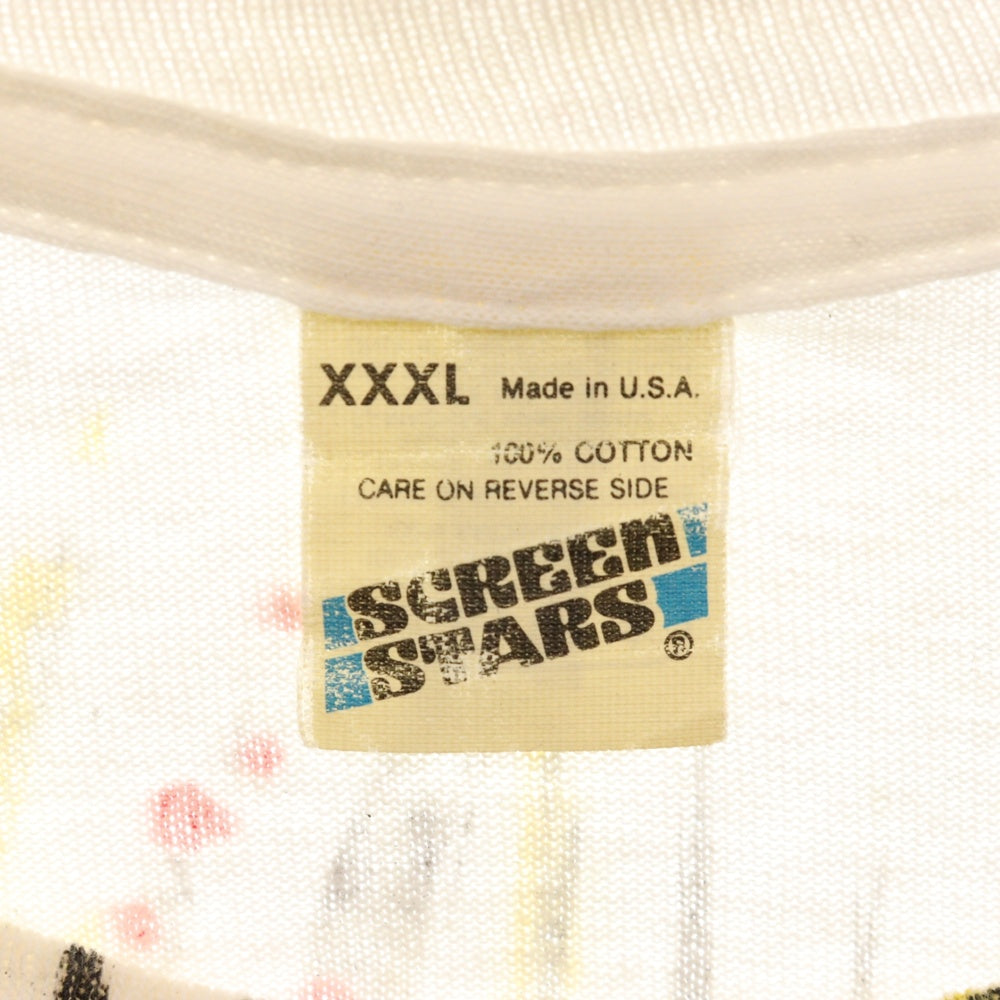 XXXL Made in U.S.A.
100% COTTON
CARE ON REVERSE SIDE
SCREEN
STARS
®